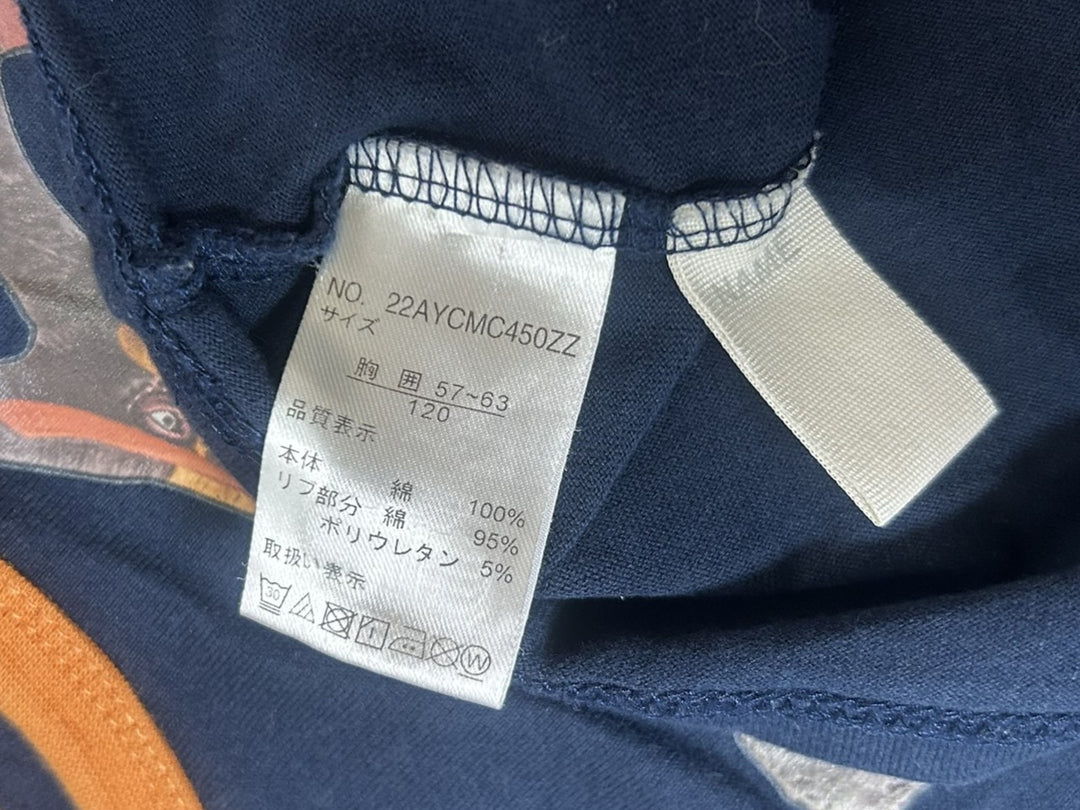 NO. 22AYCMC450ZZ
サイズ
胸 囲 57~63
120
品質表示
本体 綿 100%
リブ部分 綿 95%
ポリウレタン 5%
取扱い表示
30
W